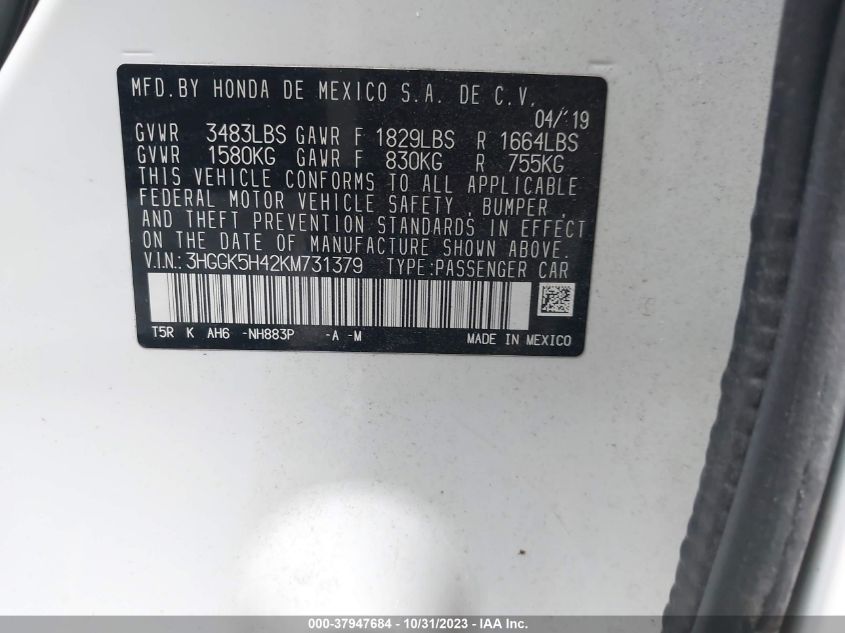 MFD.BY HONDA DE MEXICO S.A. DE C.V.
04/'19
GVWR 3483LBS GAWR F 1829LBS R 1664LBS
GVWR 1580KG GAWR F 830KG R 755KG
THIS VEHICLE CONFORMS TO ALL APPLICABLE
FEDERAL MOTOR VEHICLE SAFETY , BUMPER ,
AND THEFT PREVENTION STANDARDS IN EFFECT
ON THE DATE OF MANUFACTURE SHOWN ABOVE.
V.I.N.:3HGGK5H42KM731379 TYPE:PASSENGER CAR
T5R K AH6 -NH883P -A -M MADE IN MEXICO
000-37947684 - 10/31/2023 - IAA Inc.